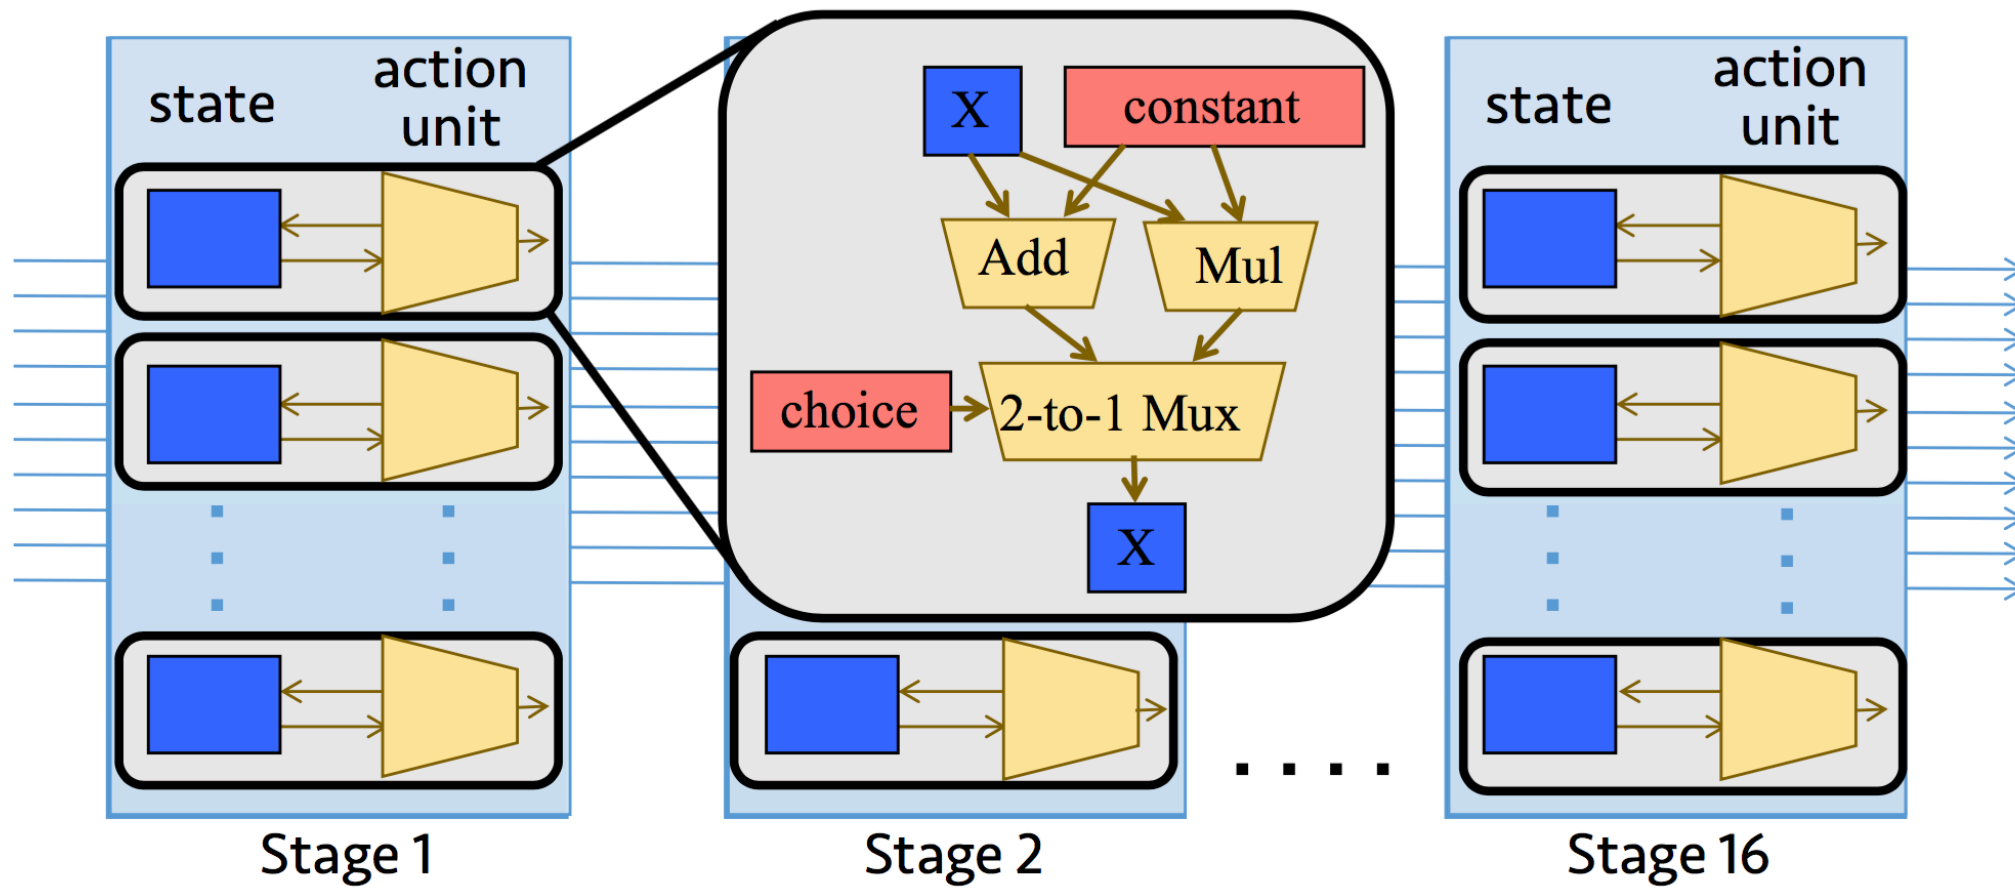 state
action
unit
X
constant
Add
Mul
choice
2-to-1 Mux
X
state
action
unit
Stage 1
Stage 2
Stage 16